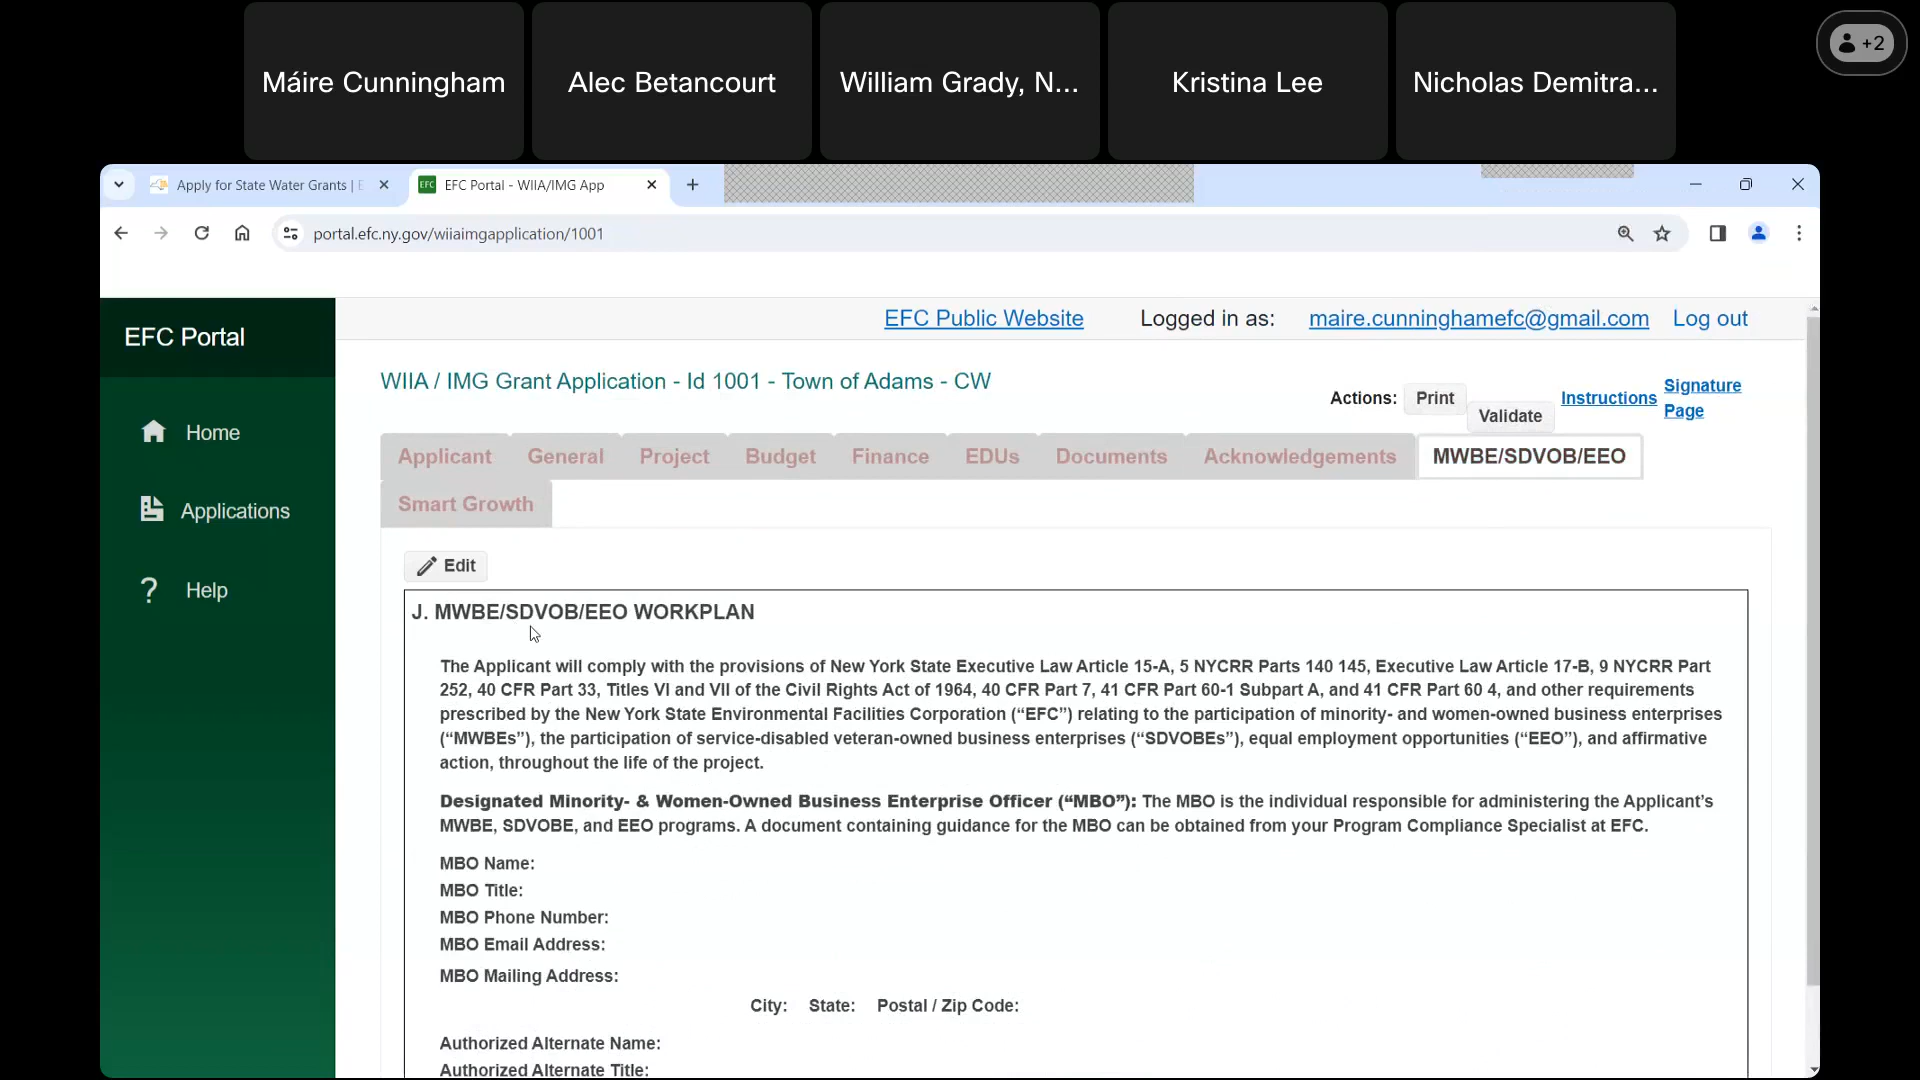 Máire Cunningham
Alec Betancourt
William Grady, N...
Kristina Lee
Nicholas Demitra...
+2
Apply for State Water Grants | E
EFC
EFC Portal - WIIA/IMG App
portal.efc.ny.gov/wiiaimgapplication/1001
EFC Portal
EFC Public Website
Logged in as:
maire.cunninghamefc@gmail.com
Log out
Home
Applications
? Help
WIIA / IMG Grant Application - Id 1001 - Town of Adams - CW
Actions:
Print
Validate
Instructions
Signature
Page
Applicant
General
Project
Budget
Finance
EDUs
Documents
Acknowledgements
MWBE/SDVOB/EEO
Smart Growth
Edit
J. MWBE/SDVOB/EEO WORKPLAN
The Applicant will comply with the provisions of New York State Executive Law Article 15-A, 5 NYCRR Parts 140 145, Executive Law Article 17-B, 9 NYCRR Part
252, 40 CFR Part 33, Titles VI and VII of the Civil Rights Act of 1964, 40 CFR Part 7, 41 CFR Part 60-1 Subpart A, and 41 CFR Part 60 4, and other requirements
prescribed by the New York State Environmental Facilities Corporation (“EFC”) relating to the participation of minority- and women-owned business enterprises
(“MWBEs”), the participation of service-disabled veteran-owned business enterprises (“SDVOBEs”), equal employment opportunities (“EEO”), and affirmative
action, throughout the life of the project.
Designated Minority- & Women-Owned Business Enterprise Officer (“MBO”): The MBO is the individual responsible for administering the Applicant’s
MWBE, SDVOBE, and EEO programs. A document containing guidance for the MBO can be obtained from your Program Compliance Specialist at EFC.
MBO Name:
MBO Title:
MBO Phone Number:
MBO Email Address:
MBO Mailing Address:
City: State: Postal / Zip Code:
Authorized Alternate Name:
Authorized Alternate Title: